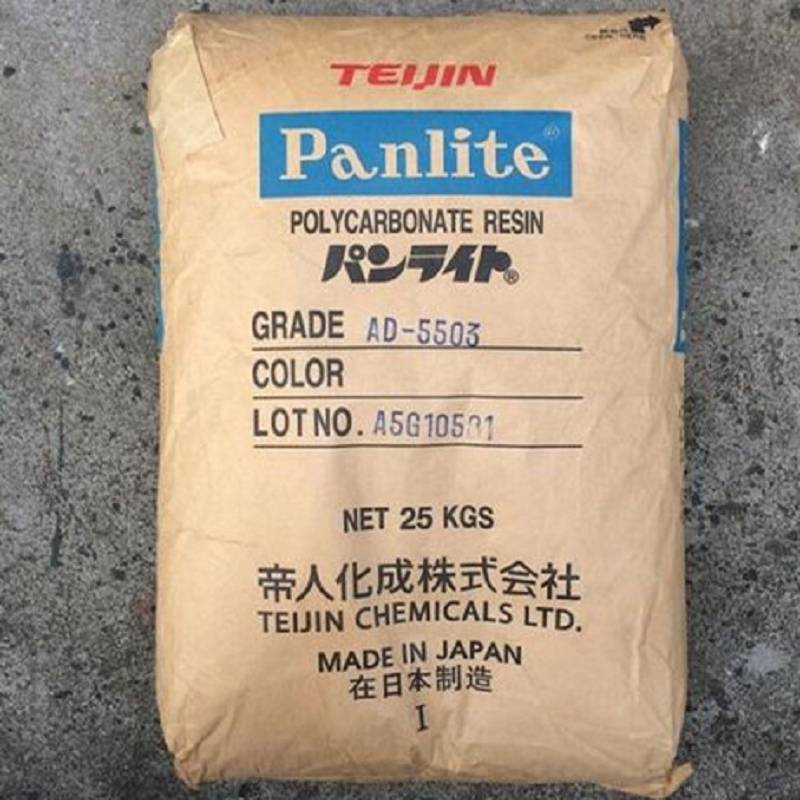 TEIJIN
Panlite®
POLYCARBONATE RESIN
パンライト®
GRADE AD-5503
COLOR
LOT NO.
NET 25 KGS
帝人化成株式会社
TEIJIN CHEMICALS LTD.
MADE IN JAPAN
在日本制造
I